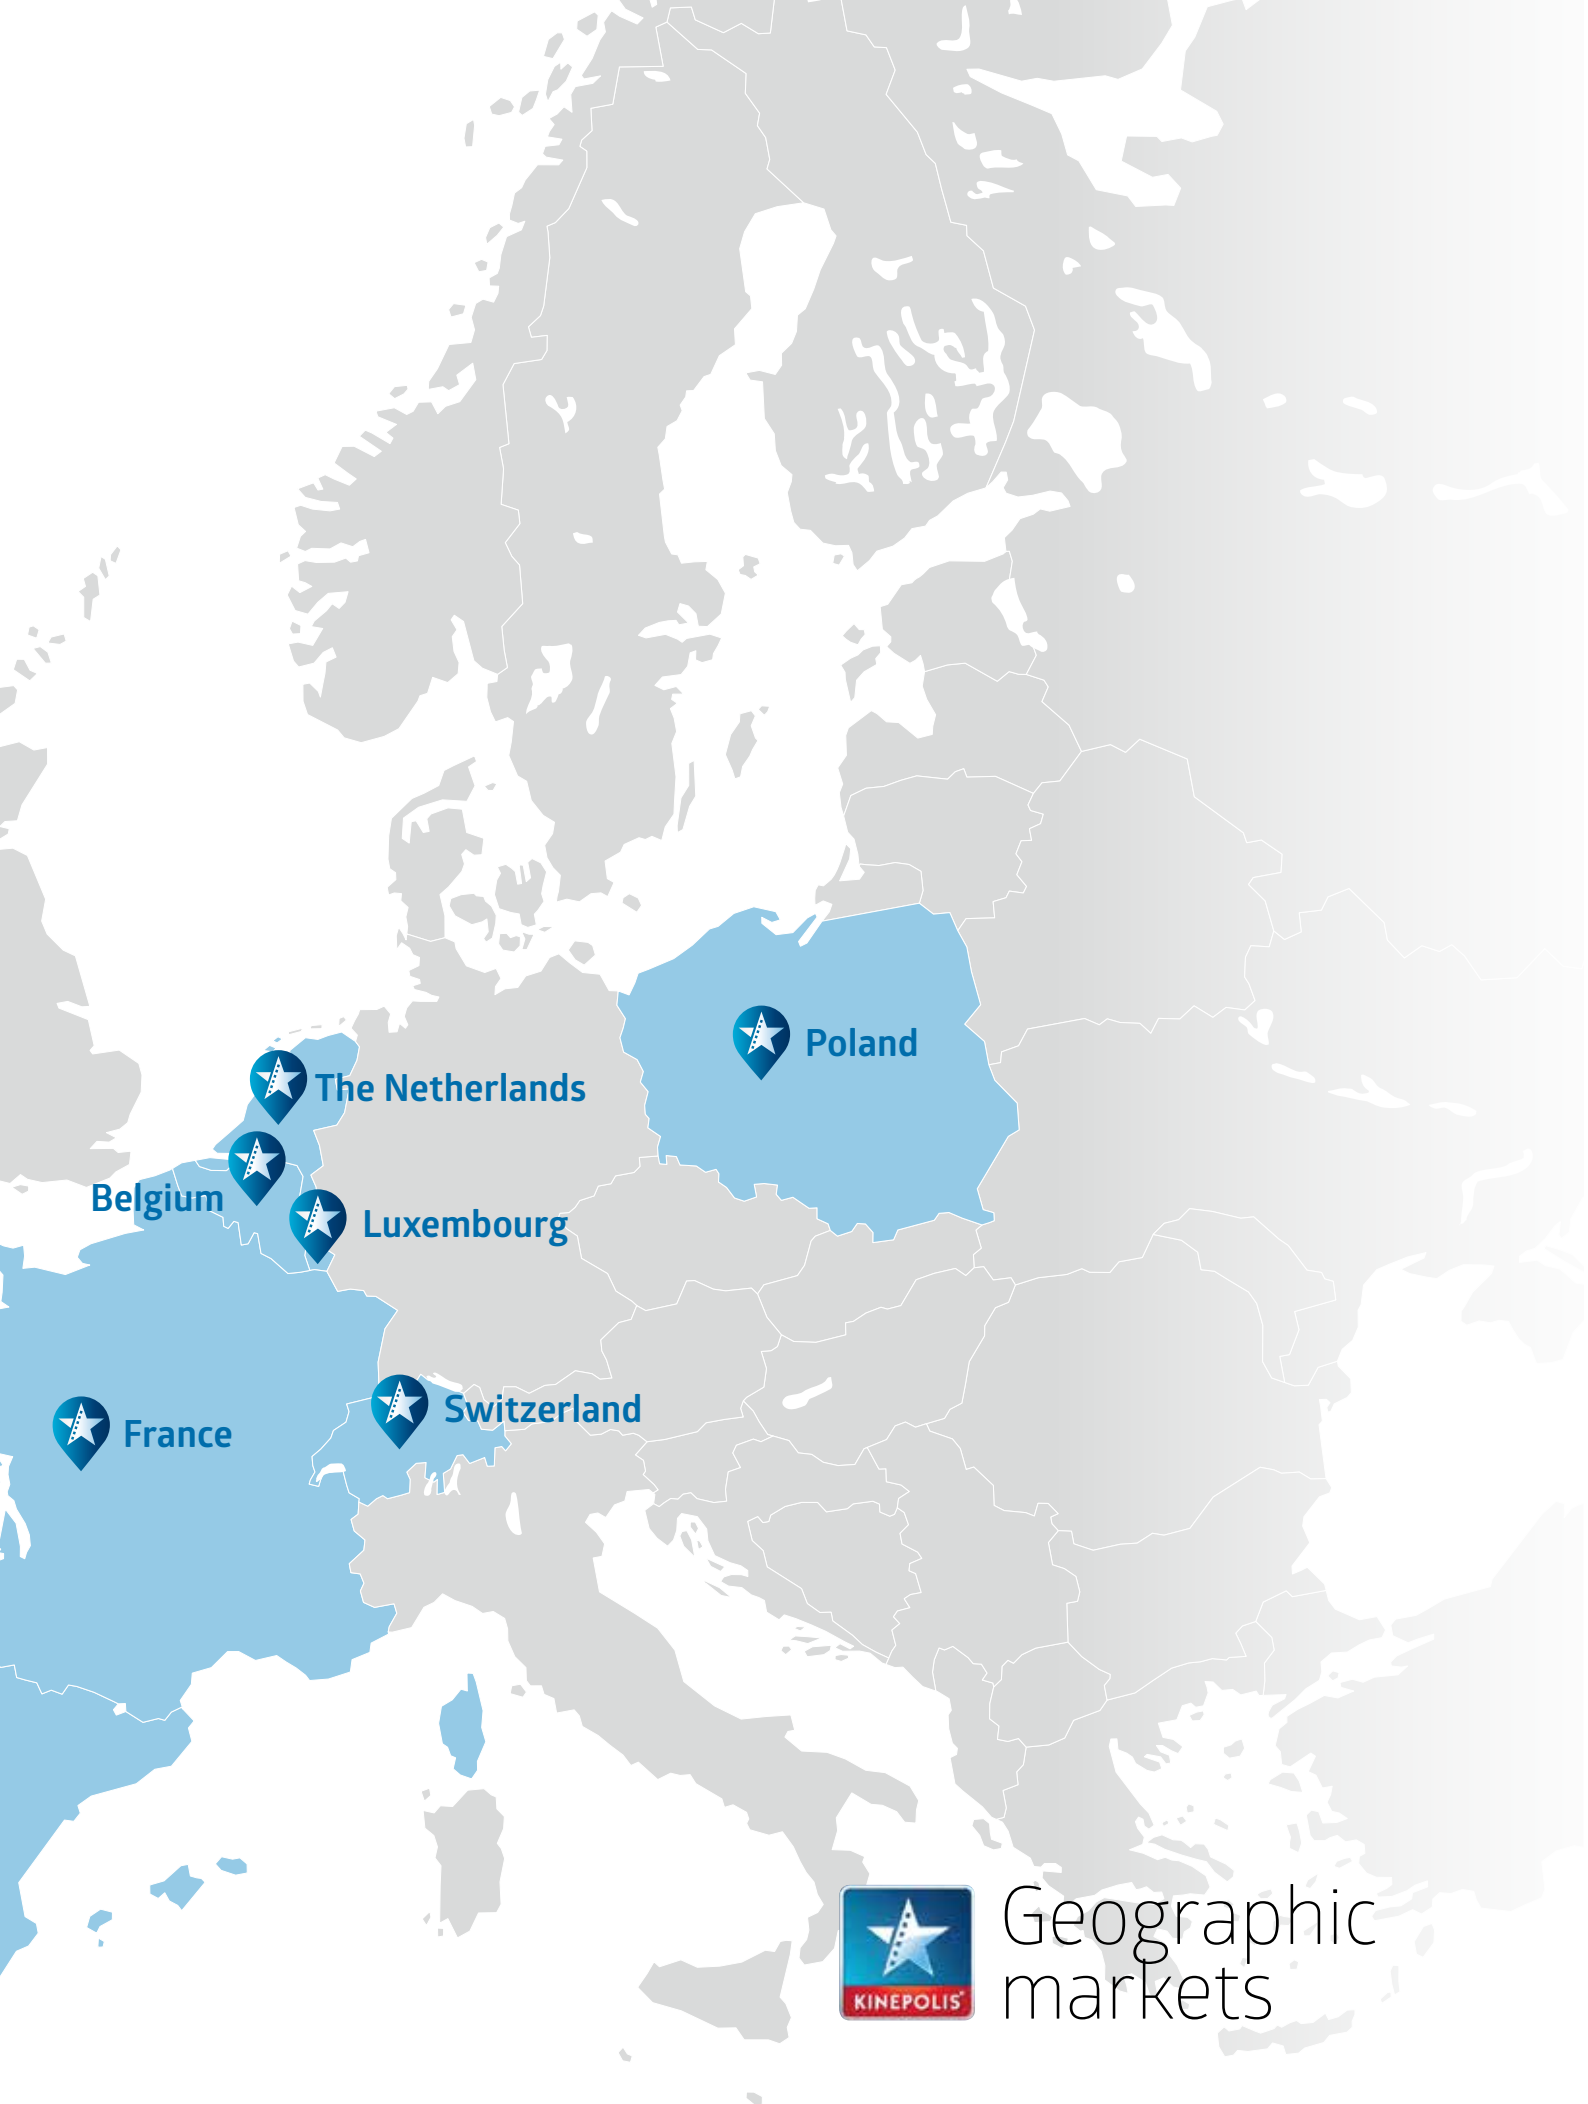 Poland
The Netherlands
Belgium
Luxembourg
Switzerland
France
KINEPOLIS
Geographic
markets